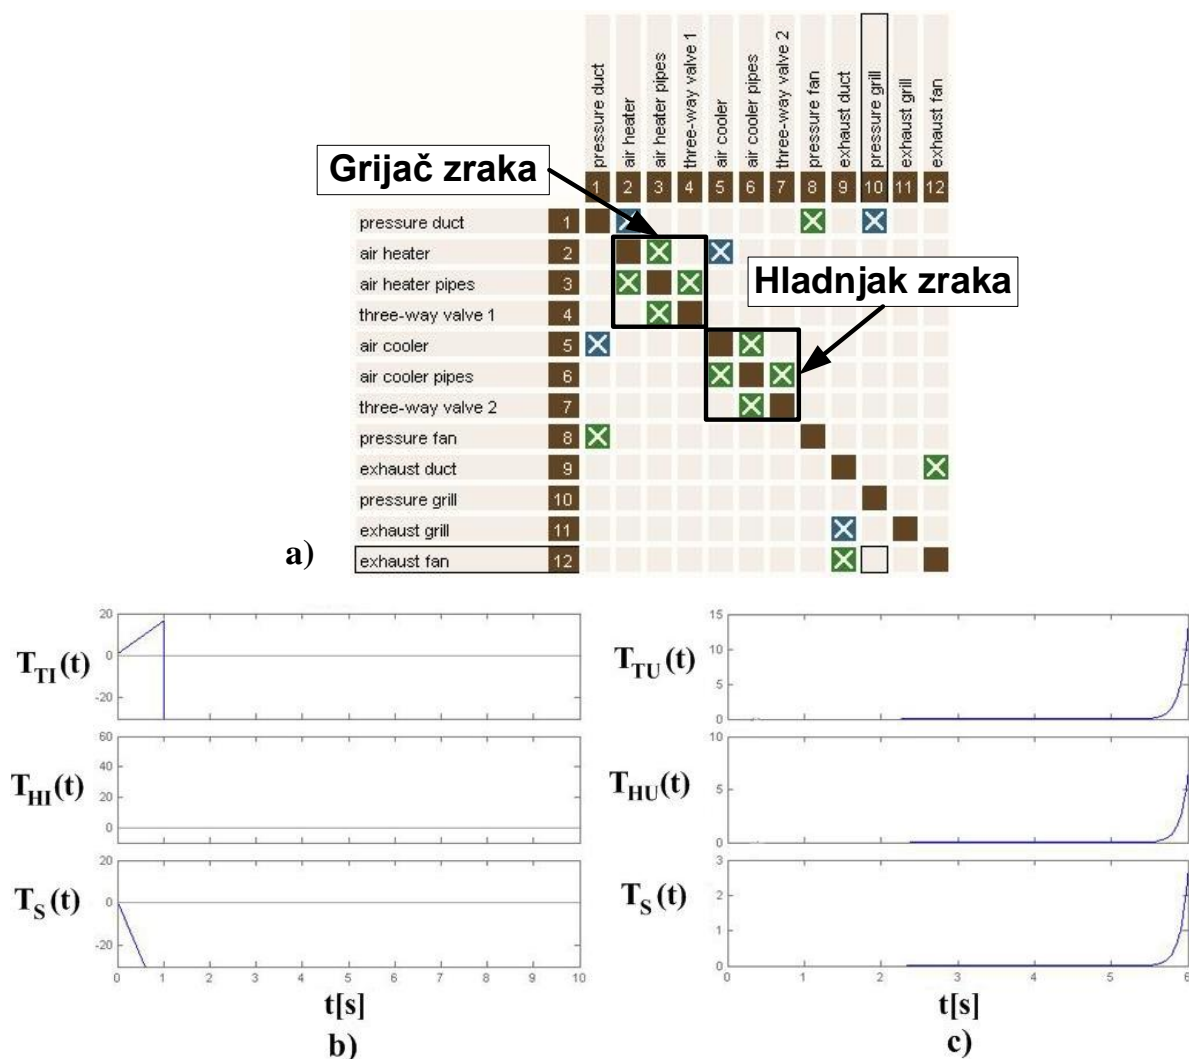 pressure duct
air heater
air heater pipes
three-way valve 1
air cooler
air cooler pipes
three-way valve 2
pressure fan
exhaust duct
pressure grill
exhaust grill
exhaust fan
Grijač zraka
1 2 3 4 5 6 7 8 9 10 11 12
pressure duct 1
air heater 2
Hladnjak zraka
air heater pipes 3
three-way valve 1 4
air cooler 5
air cooler pipes 6
three-way valve 2 7
pressure fan 8
exhaust duct 9
pressure grill 10
exhaust grill 11
a)
exhaust fan 12
20
0
-20
T_TI(t)
60
40
20
0
T_HI(t)
20
0
-20
T_S(t)
0 1 2 3 4 5 6 7 8 9 10
t[s]
b)
15
10
5
0
T_TU(t)
10
5
0
T_HU(t)
3
2
1
0
T_S(t)
0 1 2 3 4 5 6
t[s]
c)